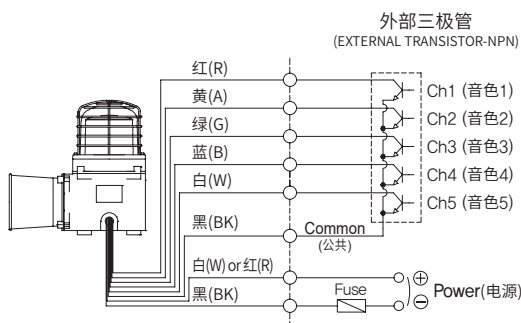 外部三极管
(EXTERNAL TRANSISTOR-NPN)
红(R)
Ch1 (音色1)
黄(A)
Ch2 (音色2)
绿(G)
Ch3 (音色3)
蓝(B)
Ch4 (音色4)
白(W)
Ch5 (音色5)
黑(BK)
Common
(公共)
白(W) or 红(R)
Fuse
⊕
Power(电源)
黑(BK)
⊖